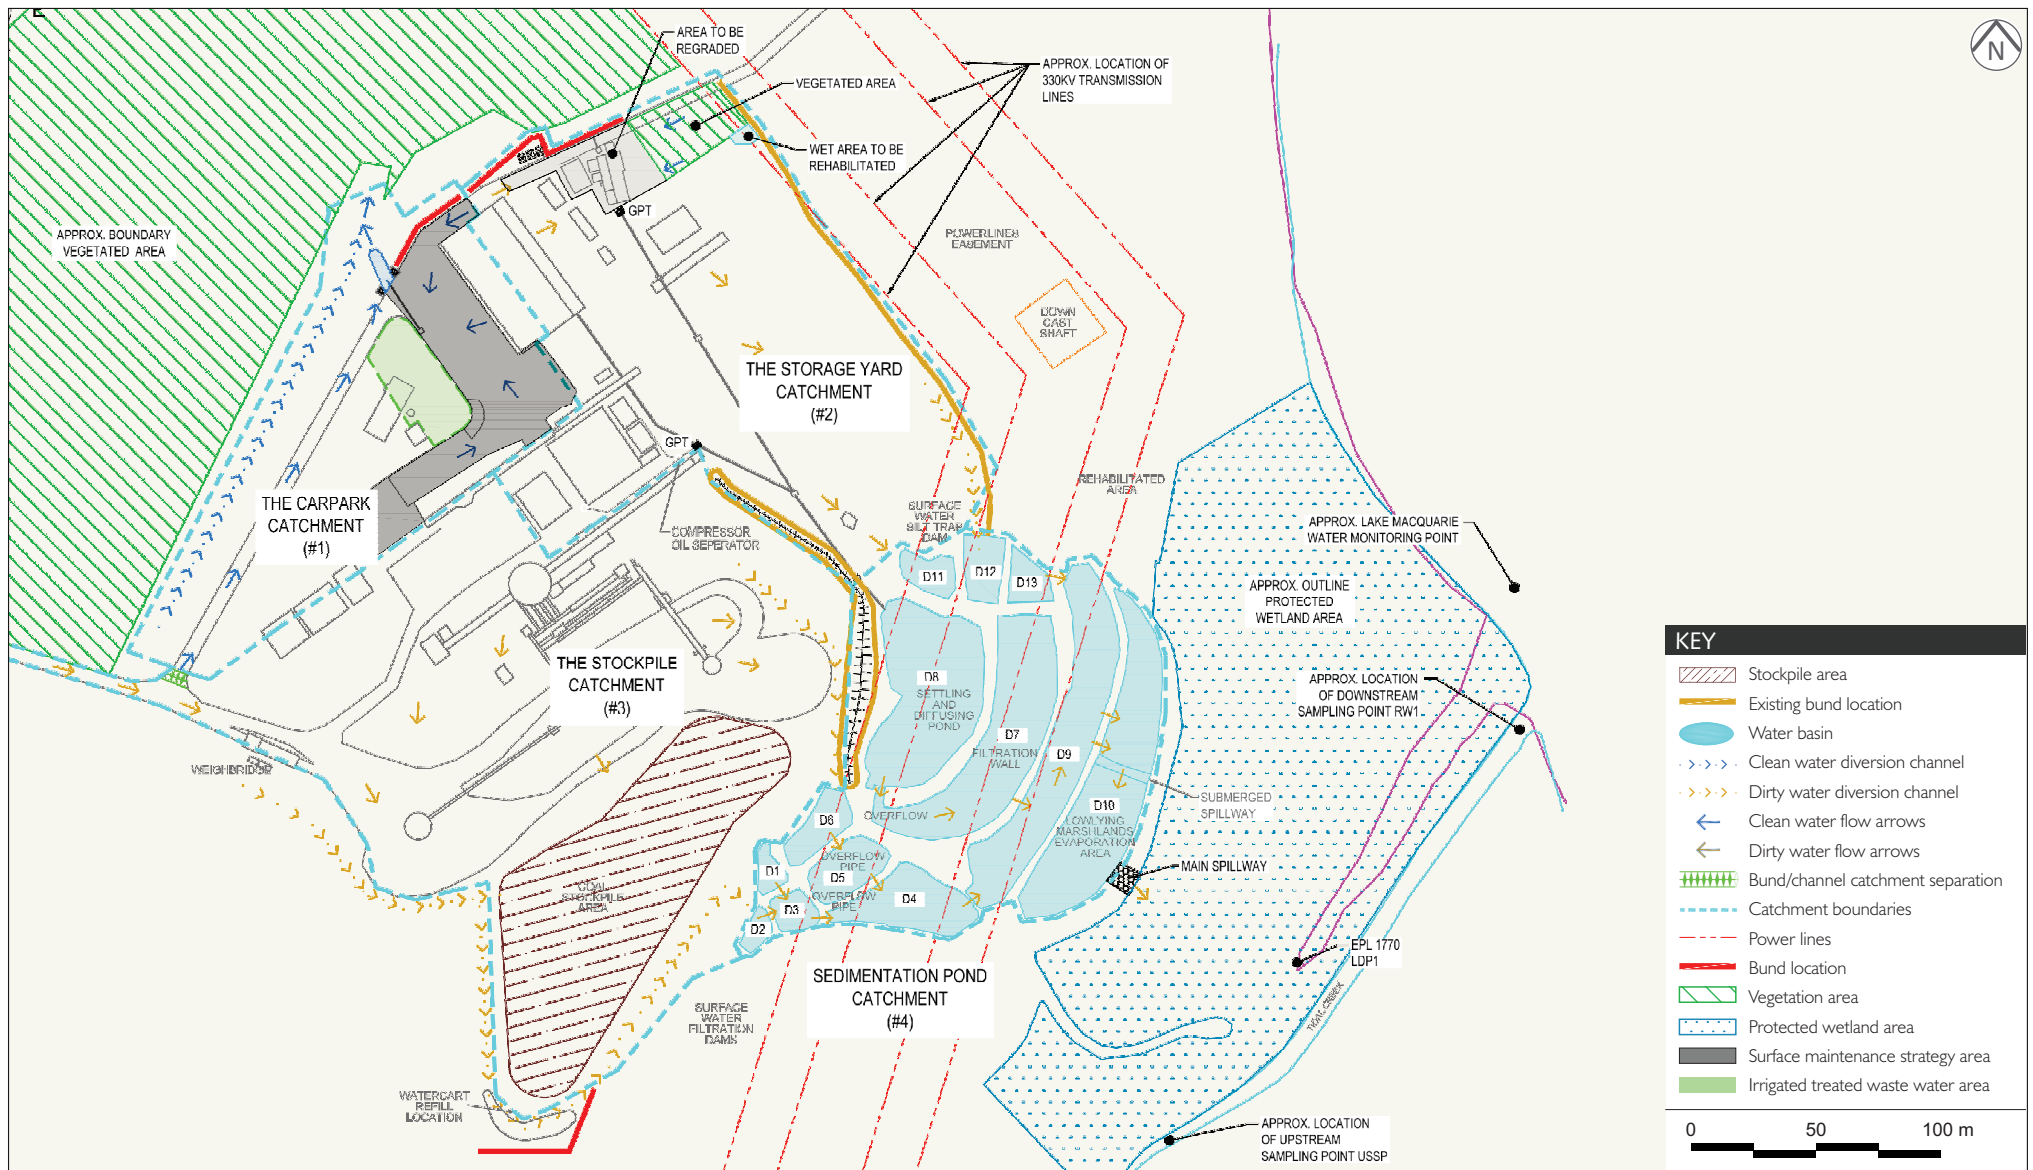 E
N
AREA TO BE
REGRADED
VEGETATED AREA
APPROX. LOCATION OF
330KV TRANSMISSION
LINES
WET AREA TO BE
REHABILITATED
GPT
APPROX. BOUNDARY
VEGETATED AREA
POWERLINES
EASEMENT
DOWN
CAST
SHAFT
THE STORAGE YARD
CATCHMENT
(#2)
GPT
THE CARPARK
CATCHMENT
(#1)
COMPRESSOR
OIL SEPERATOR
SURFACE
WATER
SILT TRAP
DAM
REHABILITATED
AREA
APPROX. LAKE MACQUARIE
WATER MONITORING POINT
APPROX. OUTLINE
PROTECTED
WETLAND AREA
D11
D12
D13
THE STOCKPILE
CATCHMENT
(#3)
D8
SETTLING
AND
DIFFUSING
POND
D7
FILTRATION
WALL
D9
APPROX. LOCATION
OF DOWNSTREAM
SAMPLING POINT RW1
WEIGHBRIDGE
D10
LOWLYING
MARSHLANDS
EVAPORATION
AREA
SUBMERGED
SPILLWAY
D6
OVERFLOW
OVERFLOW
PIPE
D1
D5
OVERFLOW
PIPE
D4
D3
D2
MAIN SPILLWAY
COAL
STOCKPILE
AREA
EPL 1770
LDP1
SEDIMENTATION POND
CATCHMENT
(#4)
SURFACE
WATER
FILTRATION
DAMS
WATERCART
REFILL
LOCATION
APPROX. LOCATION
OF UPSTREAM
SAMPLING POINT USSP
KEY
Stockpile area
Existing bund location
Water basin
Clean water diversion channel
Dirty water diversion channel
Clean water flow arrows
Dirty water flow arrows
Bund/channel catchment separation
Catchment boundaries
Power lines
Bund location
Vegetation area
Protected wetland area
Surface maintenance strategy area
Irrigated treated waste water area
0 50 100 m